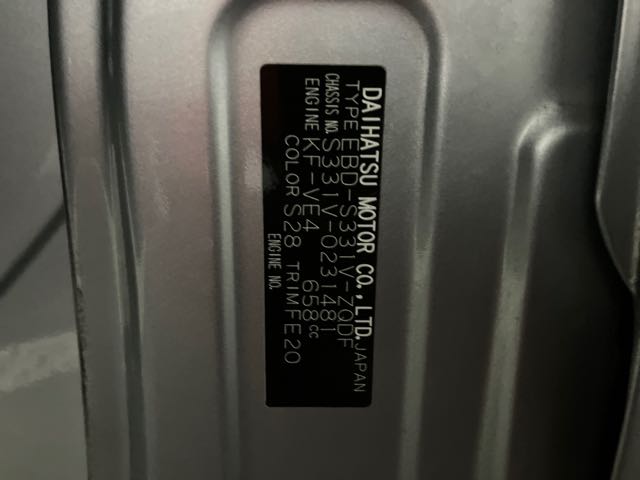 DAIHATSU MOTOR CO.,LTD. JAPAN
TYPE EBD-S331V-ZQDF
CHASSIS NO. S331V-0231481
ENGINE KF-VE4 658cc
COLOR S28 TRIM FE20
ENGINE NO.